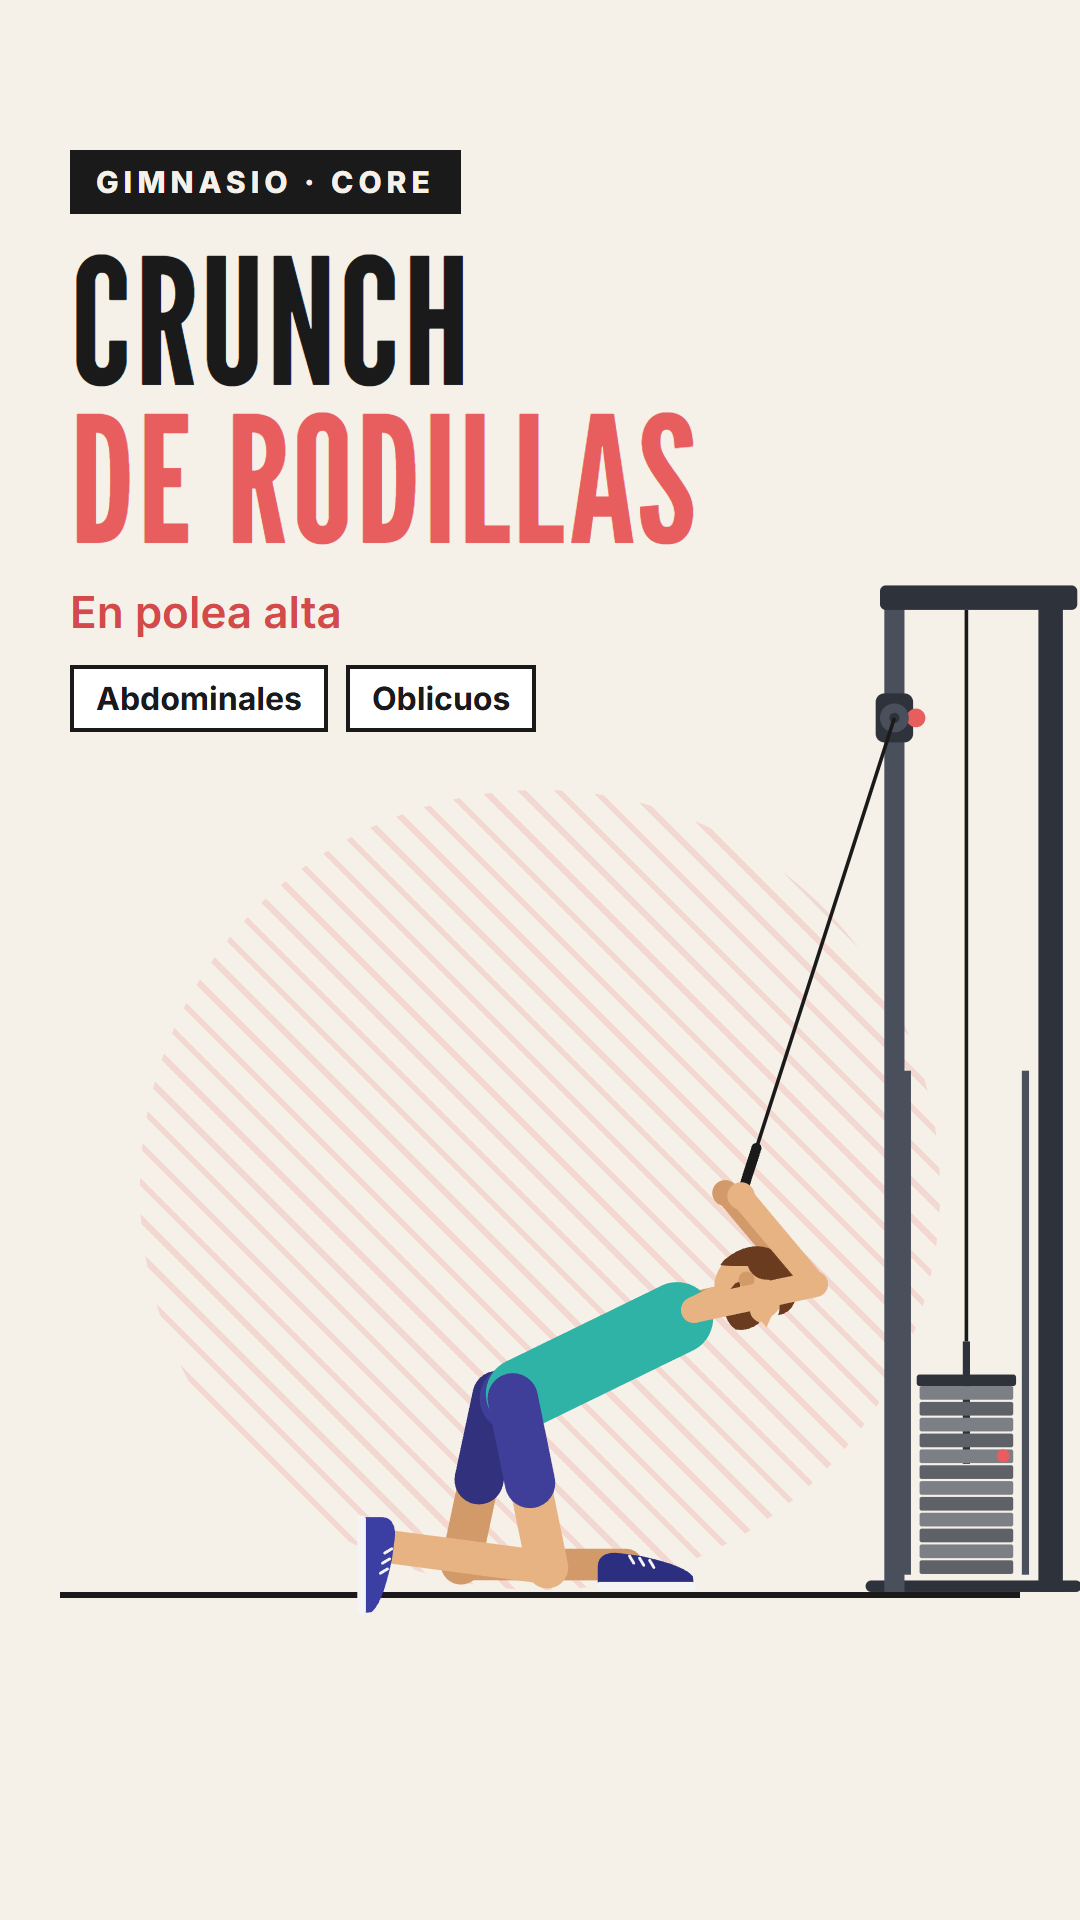 GIMNASIO · CORE
CRUNCH
DE RODILLAS
En polea alta
Abdominales
Oblicuos